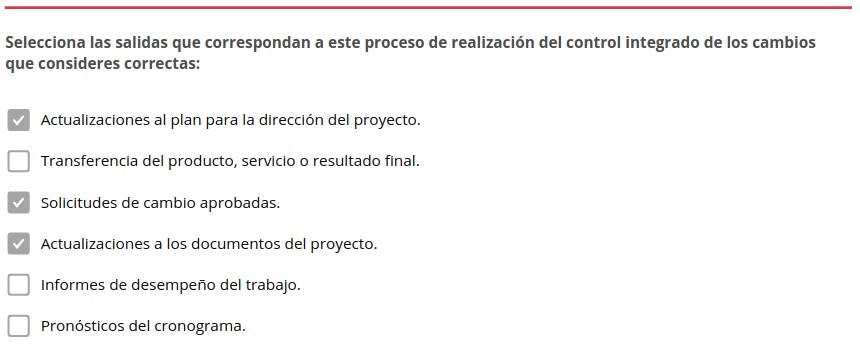 Selecciona las salidas que correspondan a este proceso de realización del control integrado de los cambios
que consideres correctas:
Actualizaciones al plan para la dirección del proyecto.
Transferencia del producto, servicio o resultado final.
Solicitudes de cambio aprobadas.
Actualizaciones a los documentos del proyecto.
Informes de desempeño del trabajo.
Pronósticos del cronograma.